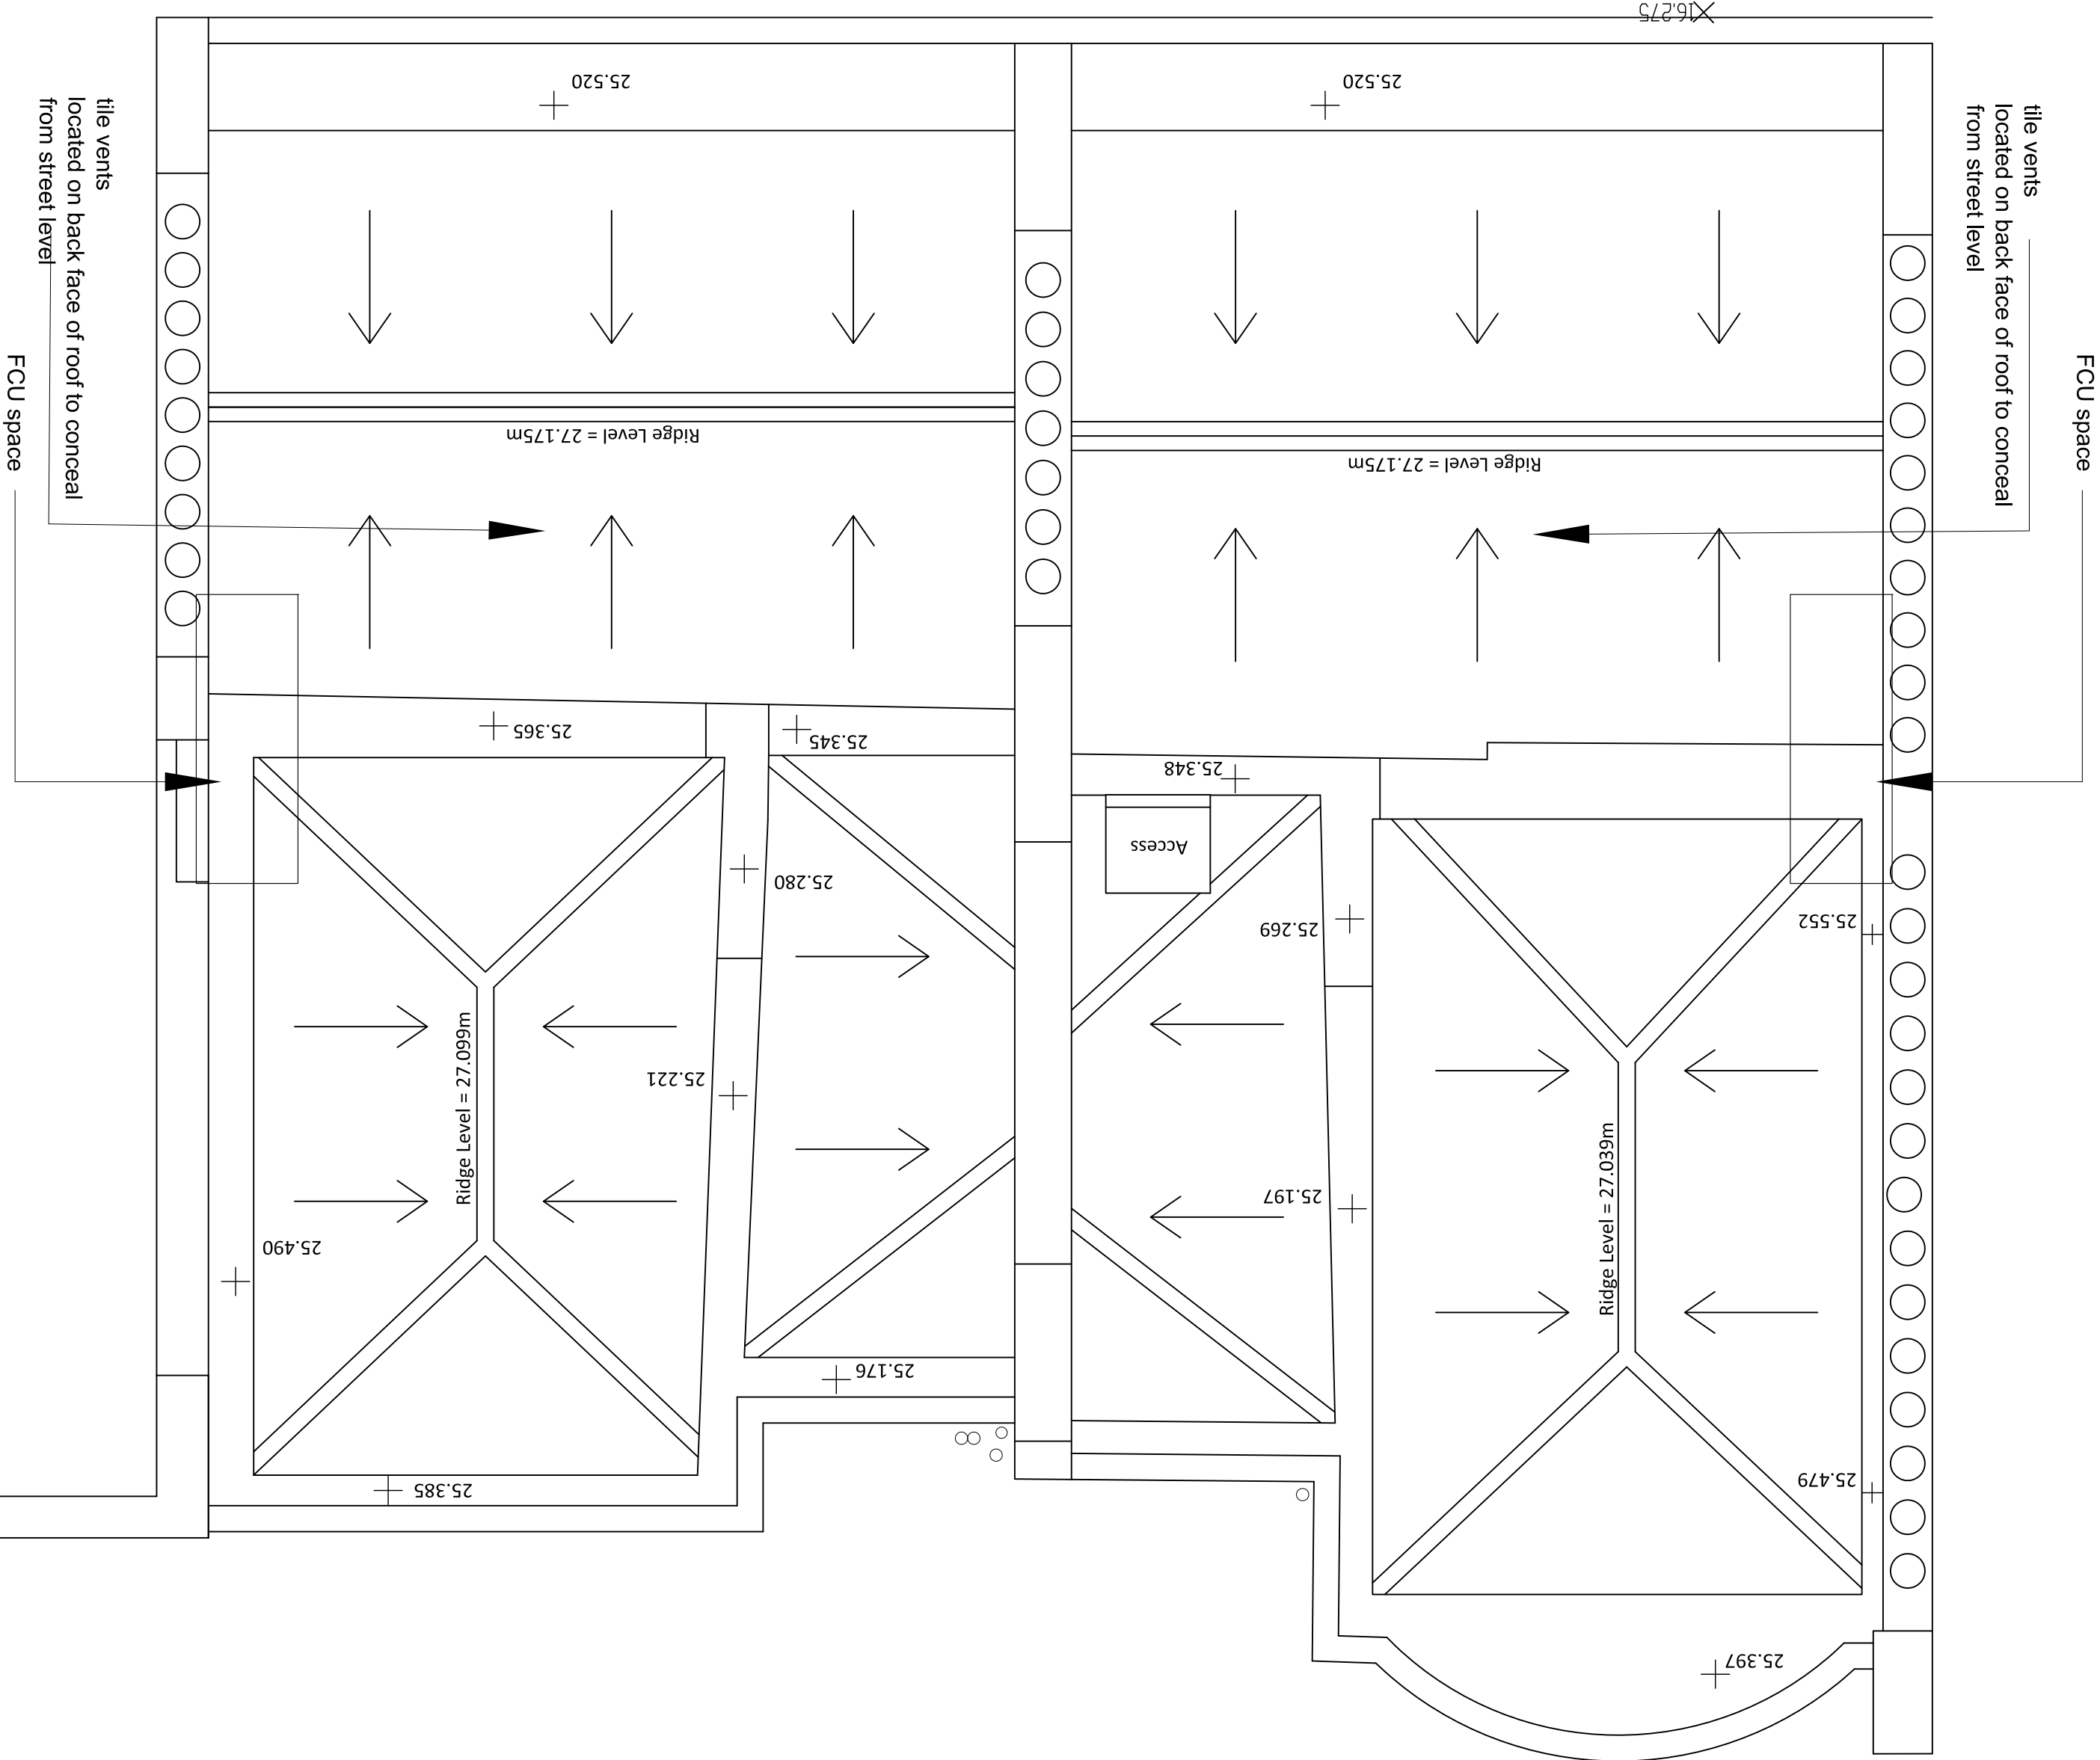 16.275
25.520
25.520
tile vents
located on back face of roof to conceal
from street level
tile vents
located on back face of roof to conceal
from street level
FCU space
FCU space
Ridge Level = 27.175m
Ridge Level = 27.175m
25.365
25.345
25.348
Access
25.280
25.269
25.552
Ridge Level = 27.099m
25.221
Ridge Level = 27.039m
25.197
25.490
25.176
25.385
25.479
25.397